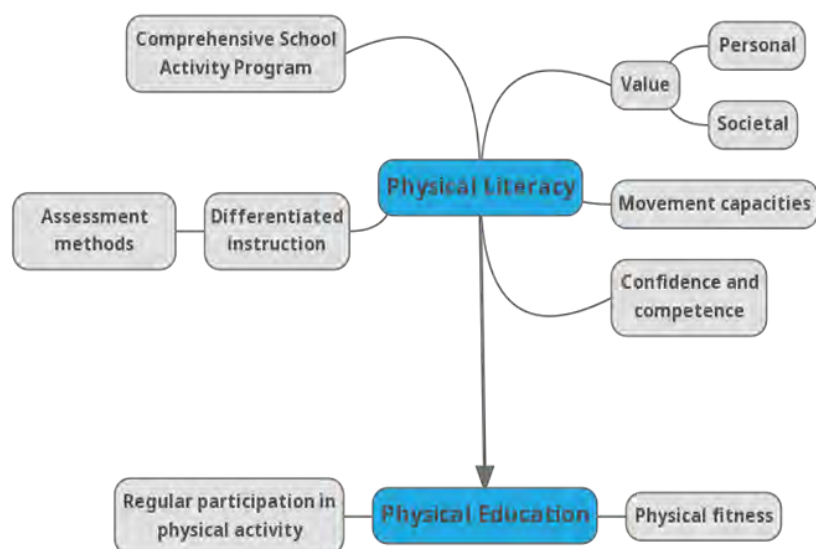 Comprehensive School
Activity Program
Personal
Value
Societal
Physical Literacy
Movement capacities
Assessment
methods
Differentiated
instruction
Confidence and
competence
Regular participation in
physical activity
Physical Education
Physical fitness